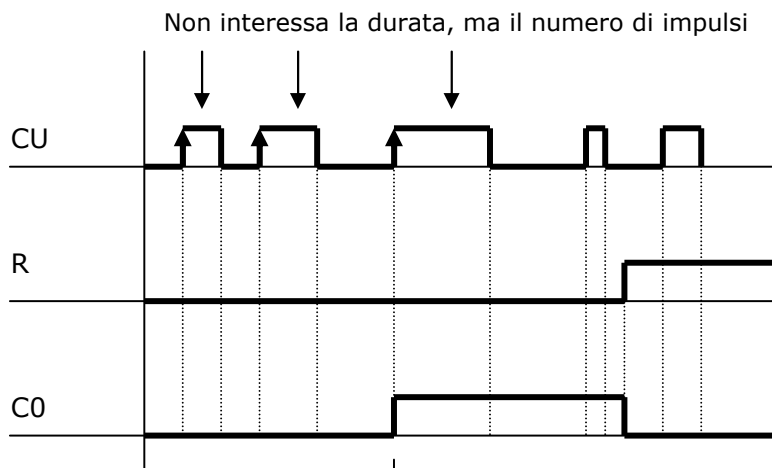 Non interessa la durata, ma il numero di impulsi
CU
R
C0